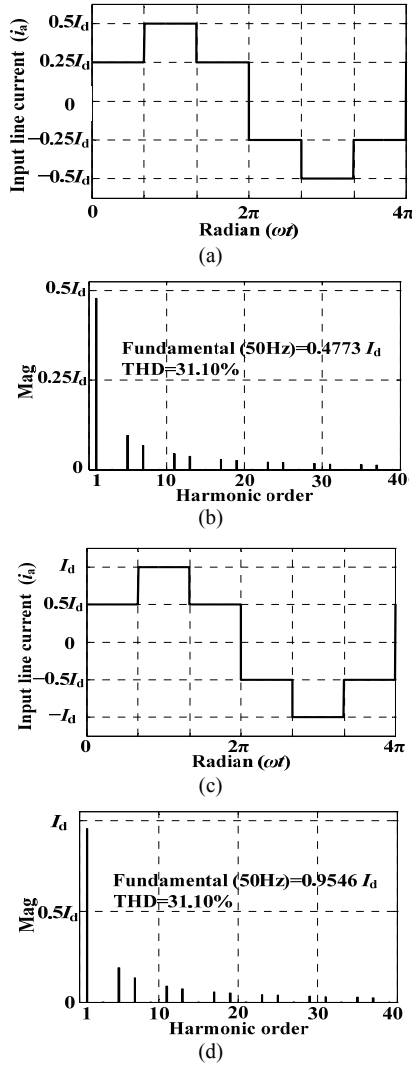 Input line current (iₐ)
0.5I_d
0.25I_d
0
−0.25I_d
−0.5I_d
0
2π
4π
Radian (ωt)
(a)
Mag
0.5I_d
0.25I_d
0
Fundamental (50Hz)=0.4773 I_d
THD=31.10%
1
10
20
30
40
Harmonic order
(b)
Input line current (iₐ)
I_d
0.5I_d
0
−0.5I_d
−I_d
0
2π
4π
Radian (ωt)
(c)
Mag
I_d
0.5I_d
0
Fundamental (50Hz)=0.9546 I_d
THD=31.10%
1
10
20
30
40
Harmonic order
(d)